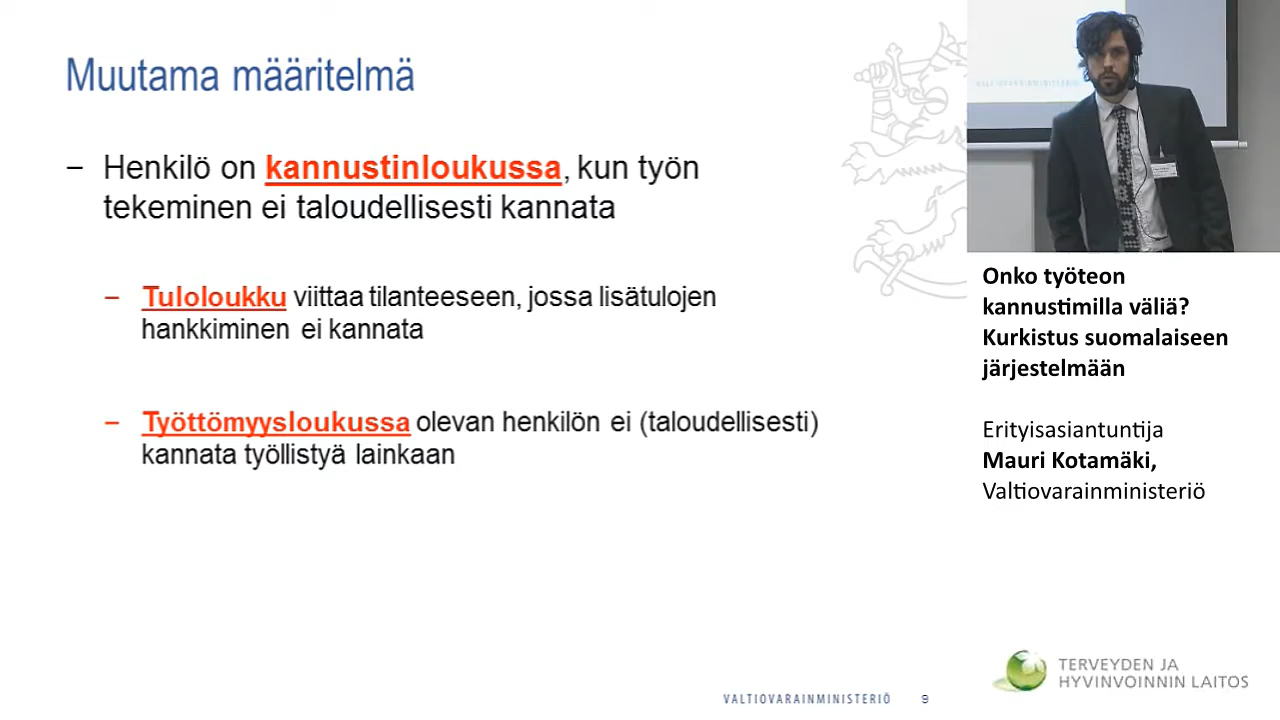 Muutama määritelmä
– Henkilö on kannustinloukussa, kun työn
tekeminen ei taloudellisesti kannata
– Tuloloukku viittaa tilanteeseen, jossa lisätulojen
hankkiminen ei kannata
– Työttömyysloukussa olevan henkilön ei (taloudellisesti)
kannata työllistyä lainkaan
VALTIOVARAINMINISTERIÖ 9
VALTIOVARAINMINISTERIÖ
Onko työteon
kannustimilla väliä?
Kurkistus suomalaiseen
järjestelmään
Erityisasiantuntija
Mauri Kotamäki,
Valtiovarainministeriö
TERVEYDEN JA
HYVINVOINNIN LAITOS